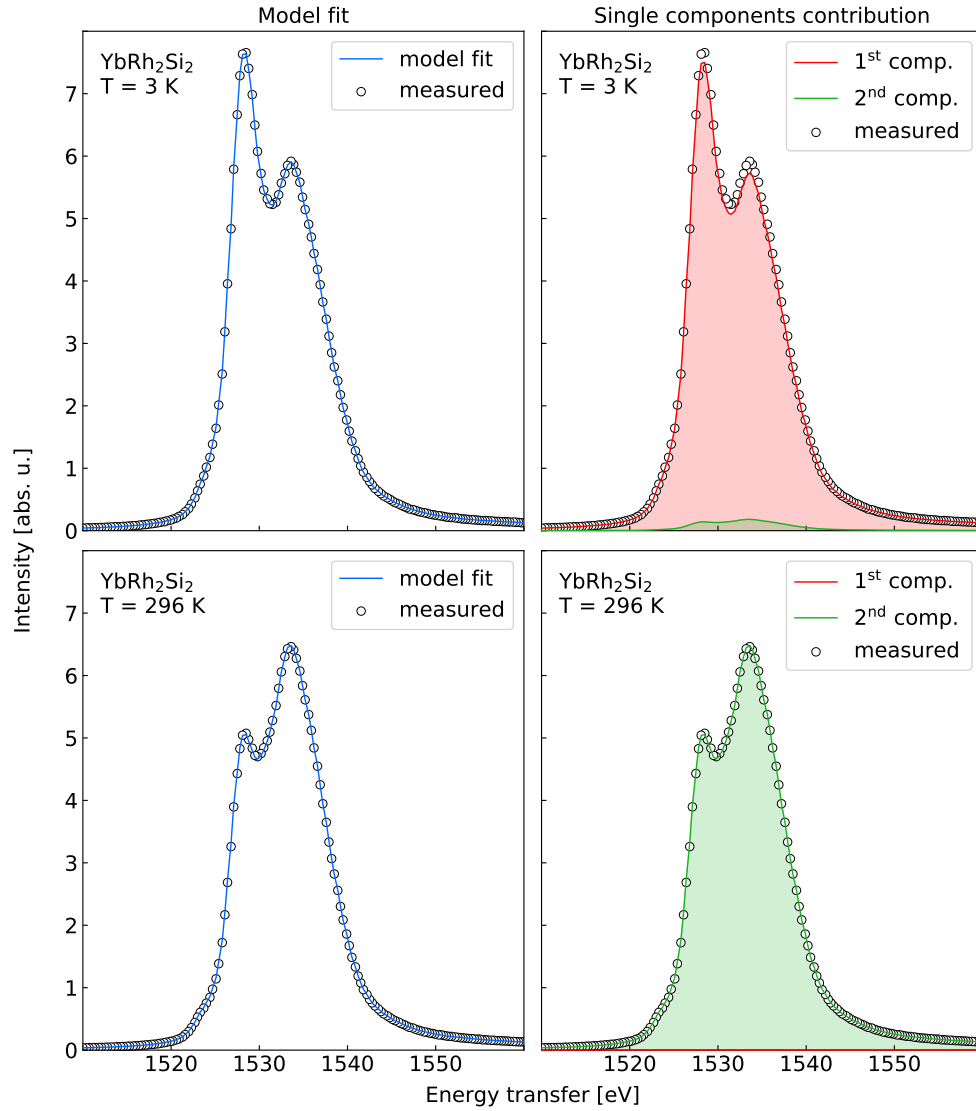 Model fit
Single components contribution
YbRh₂Si₂
T = 3 K
model fit
measured
YbRh₂Si₂
T = 3 K
1ˢᵗ comp.
2ⁿᵈ comp.
measured
7
6
5
4
3
2
1
0
YbRh₂Si₂
T = 296 K
model fit
measured
YbRh₂Si₂
T = 296 K
1ˢᵗ comp.
2ⁿᵈ comp.
measured
7
6
5
4
3
2
1
0
1520 1530 1540 1550
1520 1530 1540 1550
Intensity [abs. u.]
Energy transfer [eV]